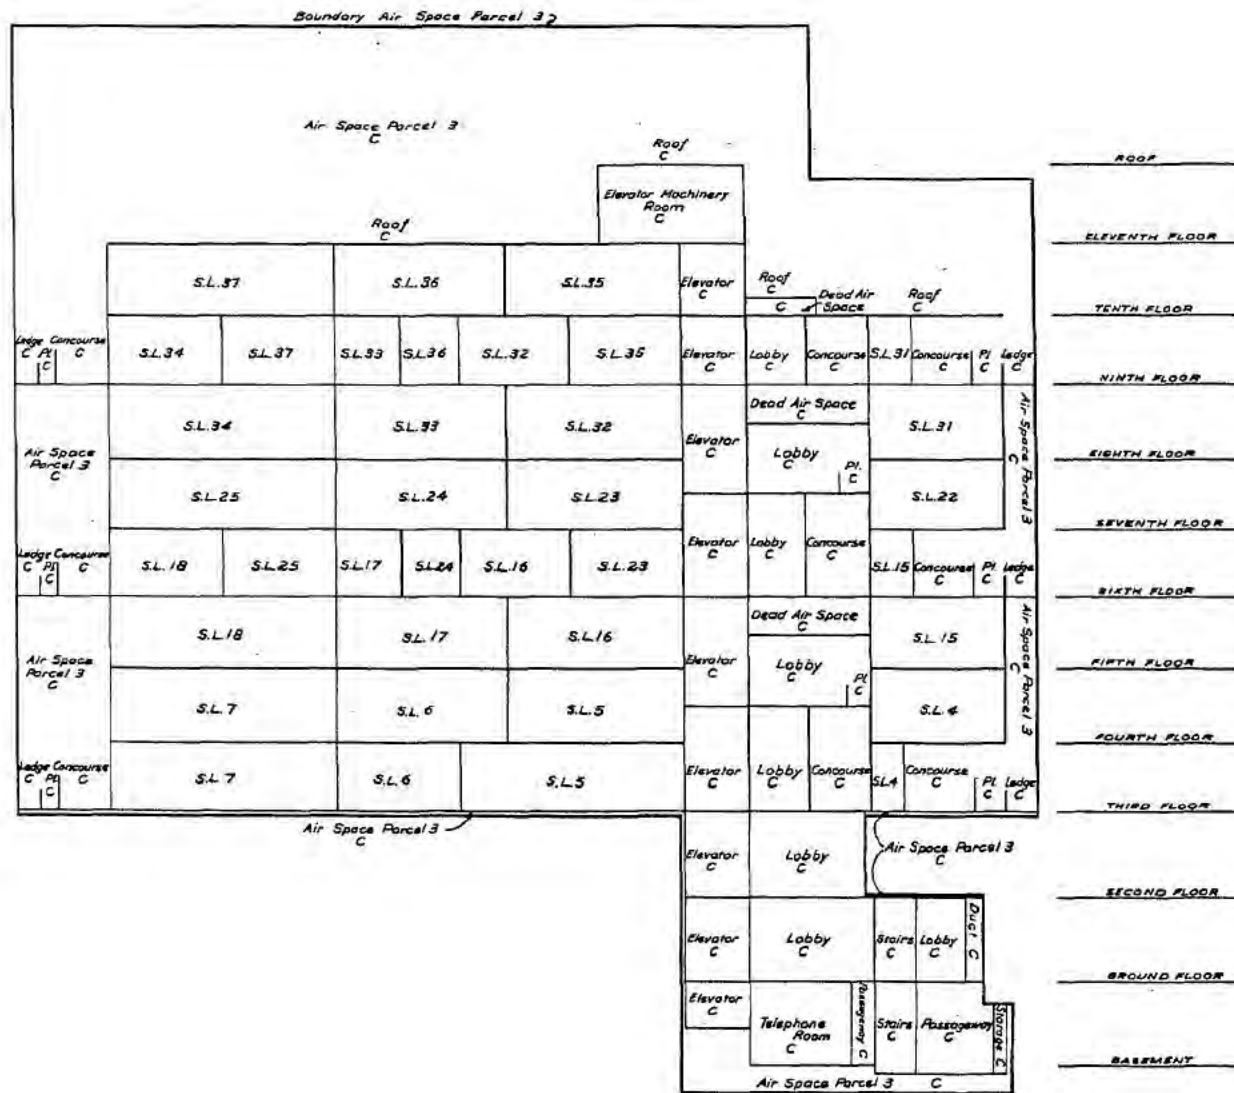 Boundary Air Space Parcel 3
Air Space Parcel 3
C
Roof
C
ROOF
Elevator Machinery
Room
C
Roof
C
ELEVENTH FLOOR
S.L.37 S.L.36 S.L.35 Elevator
C
Roof
C
C
Dead Air
Space
Roof
C
TENTH FLOOR
Ledge Concourse
C Pl C
C
S.L.34 S.L.37 S.L.33 S.L.36 S.L.32 S.L.35 Elevator Lobby Concourse S.L.31 Concourse Pl Ledge
C C C C C C
NINTH FLOOR
Dead Air Space
C
S.L.34 S.L.33 S.L.32 Elevator
C
Lobby
C
S.L.31
Air Space Parcel 3
C
Air Space
Parcel 3
C
EIGHTH FLOOR
Pl.
C
S.L.25 S.L.24 S.L.23 S.L.22
SEVENTH FLOOR
Ledge Concourse
C Pl C
C
S.L.18 S.L.25 S.L.17 S.L.24 S.L.16 S.L.23 Elevator Lobby Concourse S.L.15 Concourse Pl. Ledge
C C C C C C
SIXTH FLOOR
Dead Air Space
C
S.L.18 S.L.17 S.L.16 Elevator
C
Lobby
C
S.L.15
Air Space Parcel 3
C
Air Space
Parcel 3
C
FIFTH FLOOR
Pl
C
S.L.7 S.L.6 S.L.5 S.L.4
FOURTH FLOOR
Ledge Concourse
C Pl C
C
S.L.7 S.L.6 S.L.5 Elevator Lobby Concourse S.L4 Concourse Pl. Ledge
C C C C C C
THIRD FLOOR
Air Space Parcel 3
C
Elevator Lobby
C C
Air Space Parcel 3
C
SECOND FLOOR
Elevator Lobby Stairs Lobby Duct C
C C C C
GROUND FLOOR
Elevator
C
Telephone
Room
C
Passageway C
Stairs Passageway
C C
Storage C
BASEMENT
Air Space Parcel 3 C